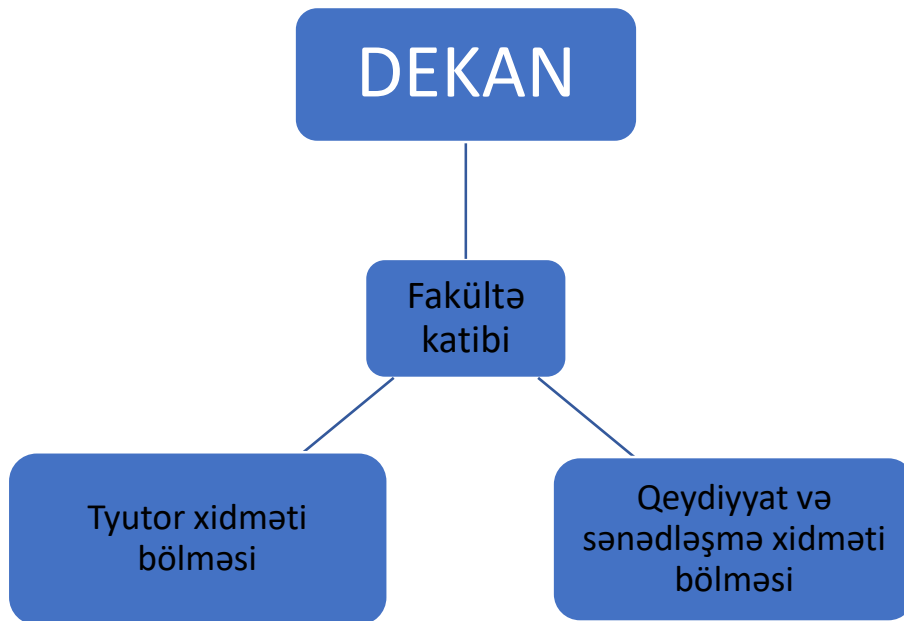 DEKAN
Fakültə
katibi
Tyutor xidməti
bölməsi
Qeydiyyat və
sənədləşmə xidməti
bölməsi